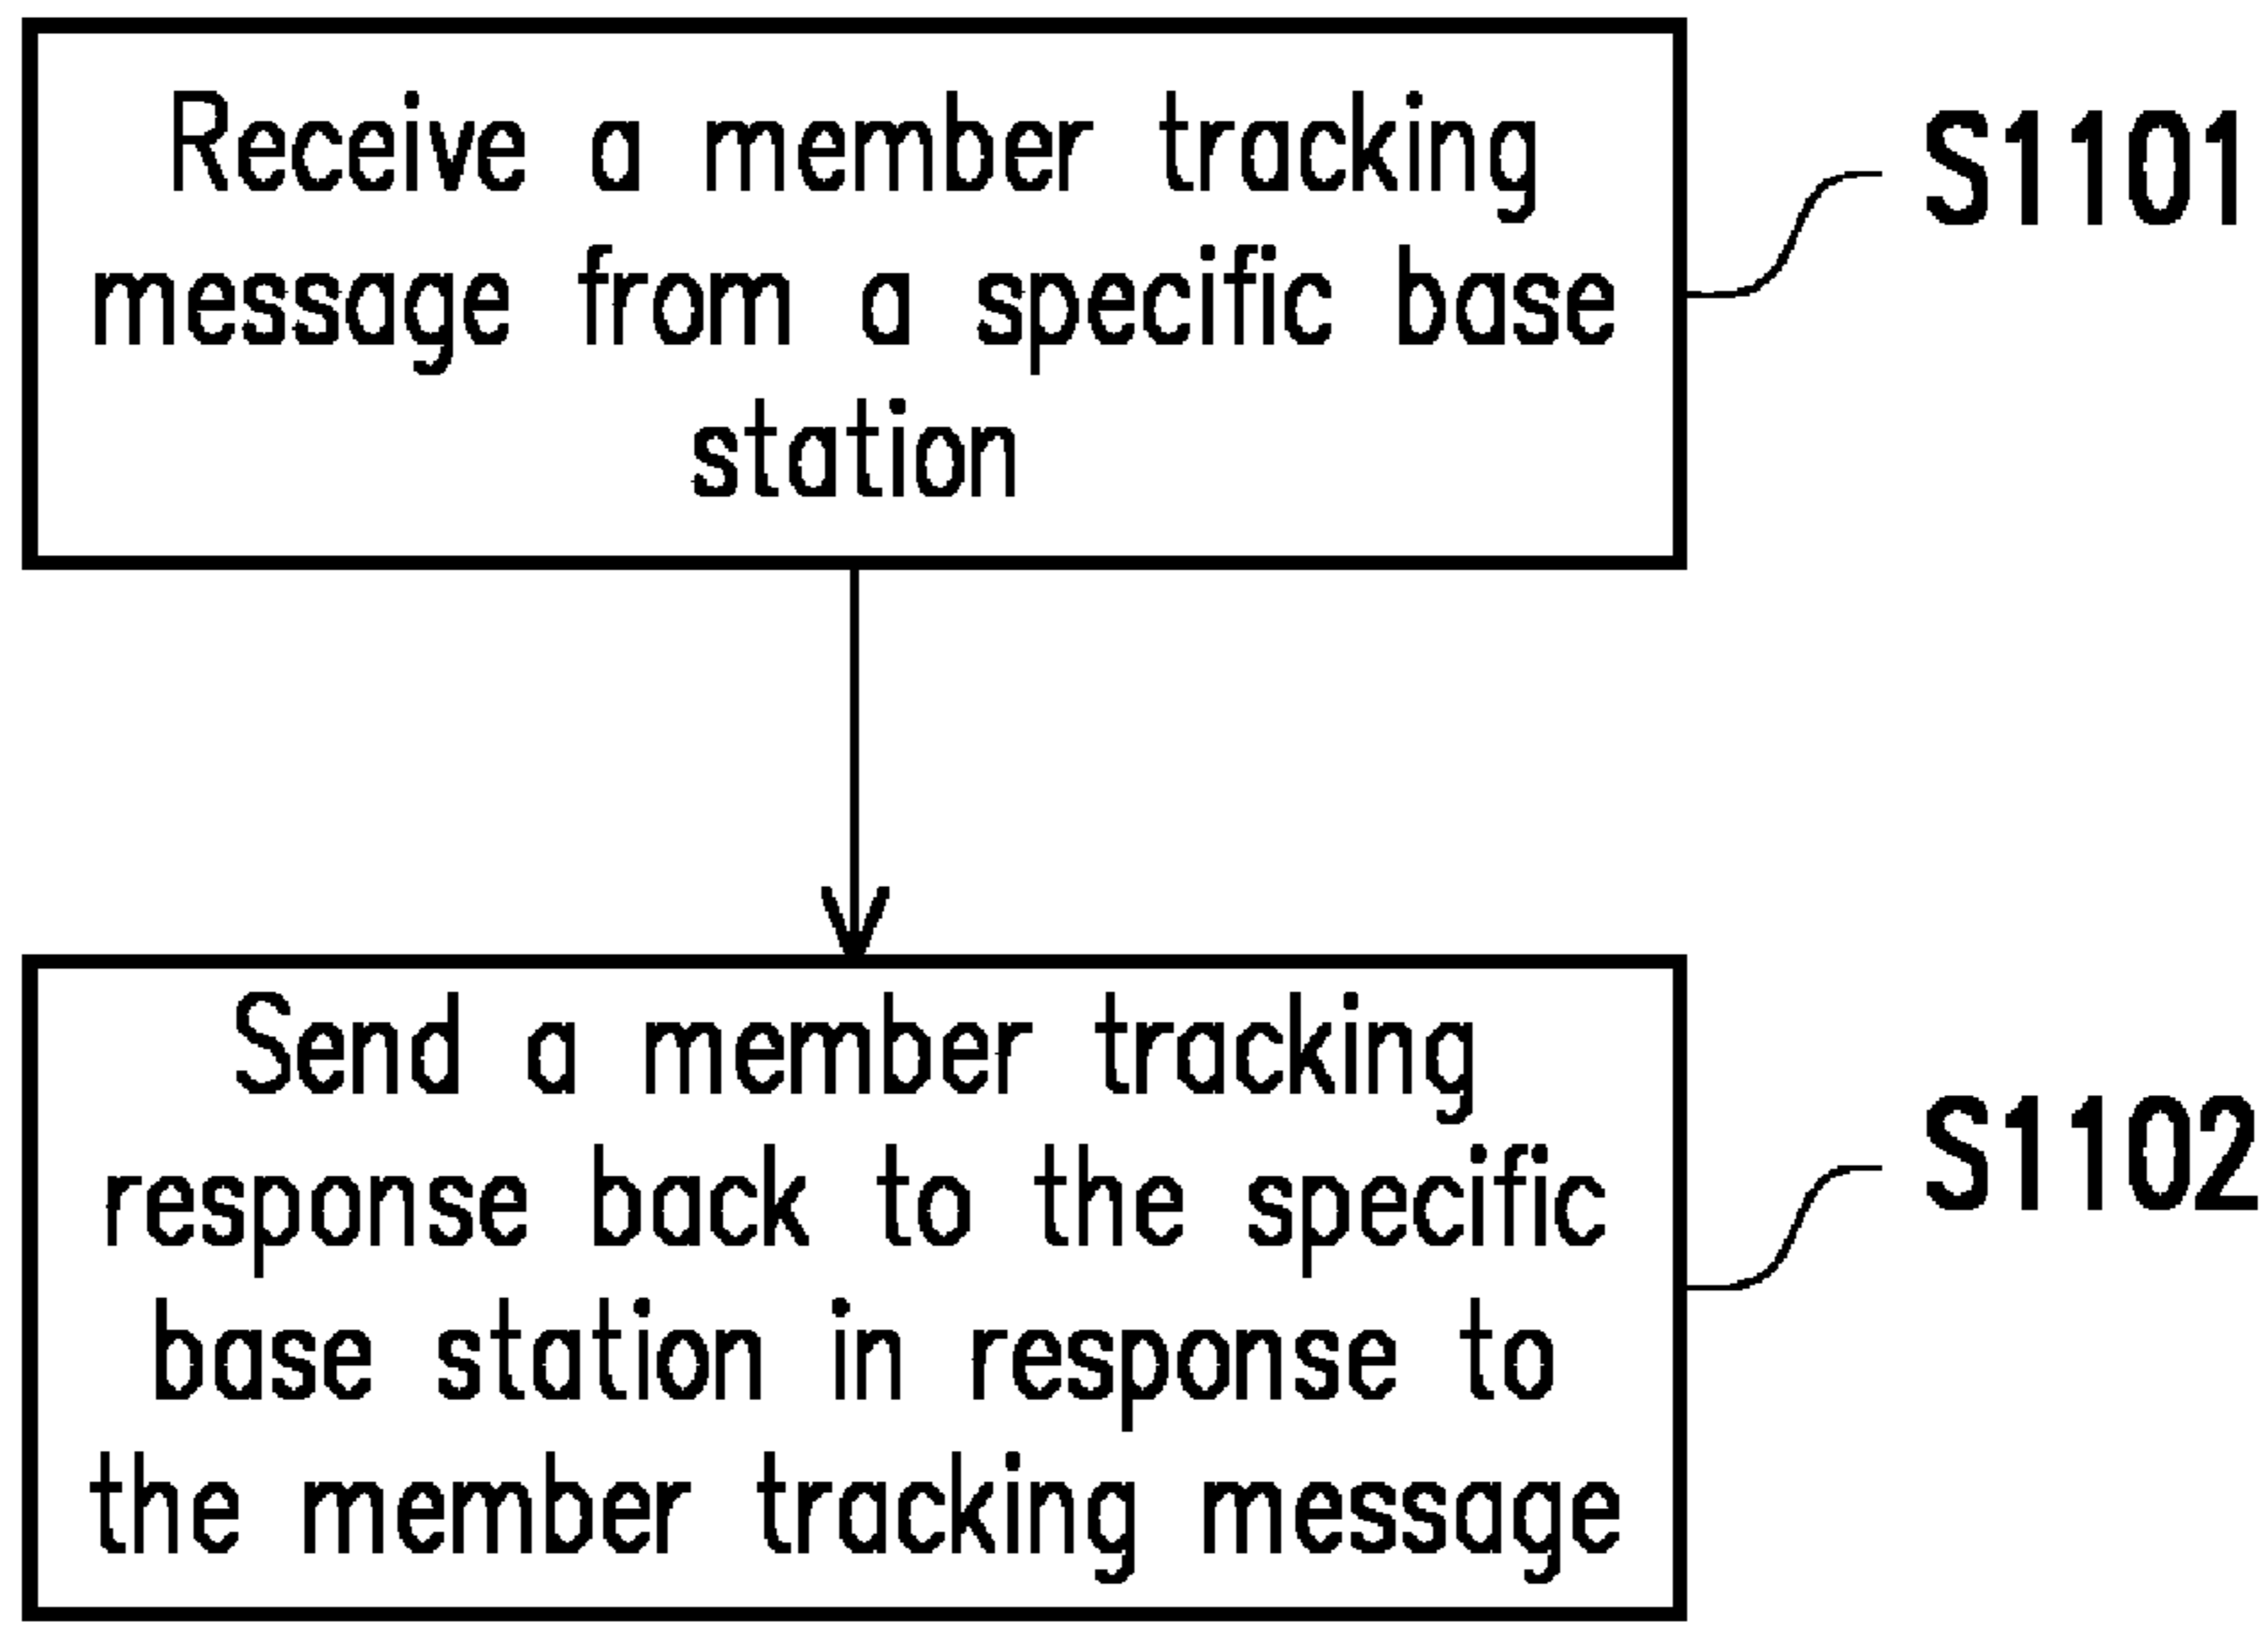 Receive a member tracking
message from a specific base
station
S1101
Send a member tracking
response back to the specific
base station in response to
the member tracking message
S1102